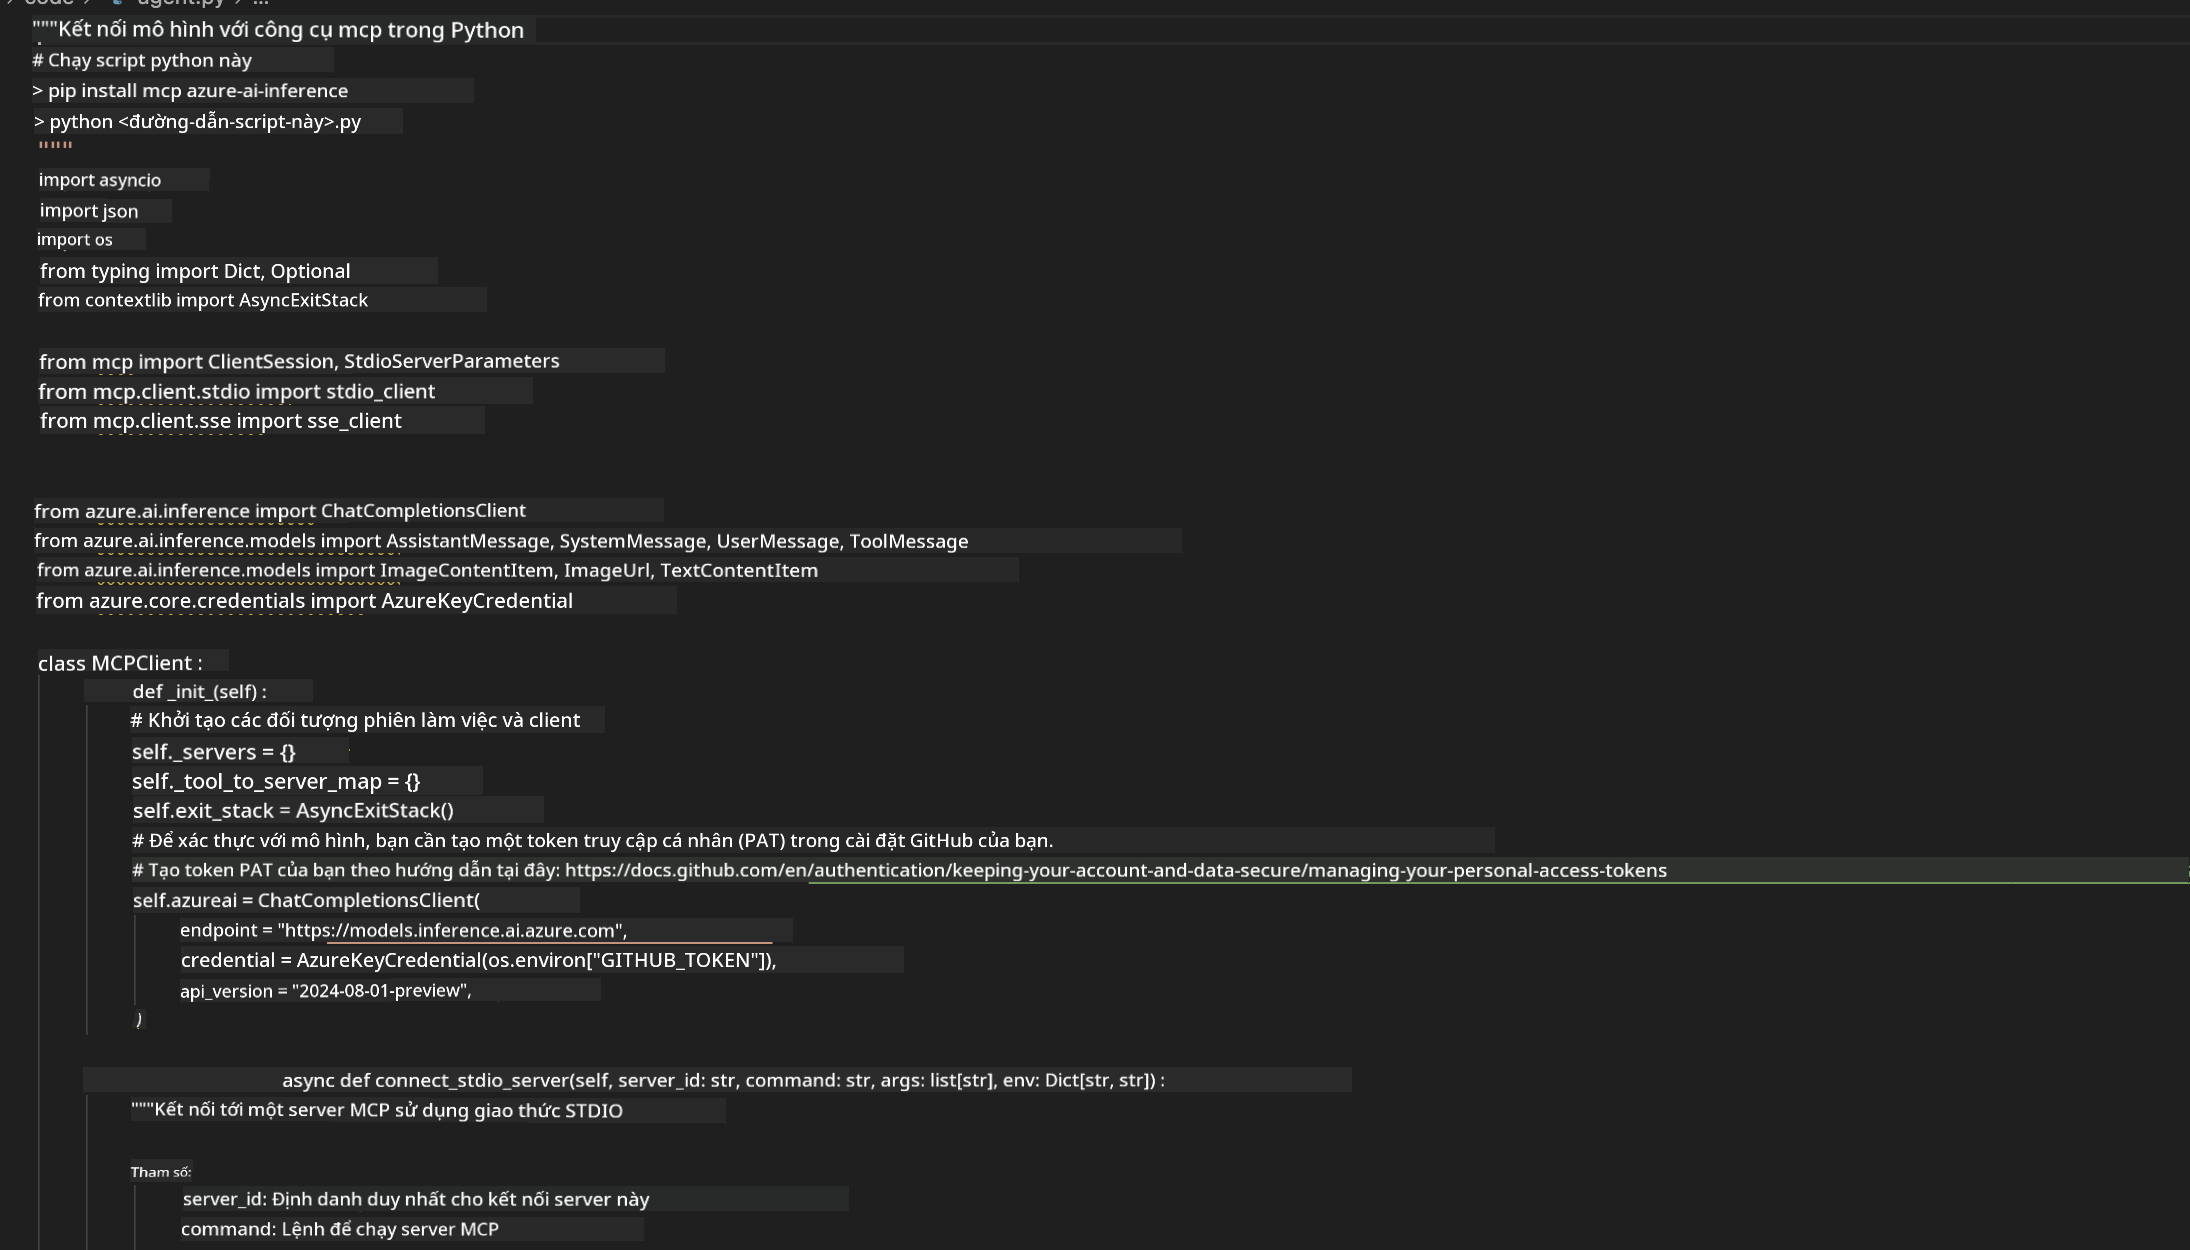 code > agent.py > ...
"""Kết nối mô hình với công cụ mcp trong Python
# Chạy script python này
> pip install mcp azure-ai-inference
> python <đường-dẫn-script-này>.py
"""
import asyncio
import json
import os
from typing import Dict, Optional
from contextlib import AsyncExitStack
from mcp import ClientSession, StdioServerParameters
from mcp.client.stdio import stdio_client
from mcp.client.sse import sse_client
from azure.ai.inference import ChatCompletionsClient
from azure.ai.inference.models import AssistantMessage, SystemMessage, UserMessage, ToolMessage
from azure.ai.inference.models import ImageContentItem, ImageUrl, TextContentItem
from azure.core.credentials import AzureKeyCredential
class MCPClient :
def _init_(self) :
# Khởi tạo các đối tượng phiên làm việc và client
self._servers = {}
self._tool_to_server_map = {}
self.exit_stack = AsyncExitStack()
# Để xác thực với mô hình, bạn cần tạo một token truy cập cá nhân (PAT) trong cài đặt GitHub của bạn.
# Tạo token PAT của bạn theo hướng dẫn tại đây: https://docs.github.com/en/authentication/keeping-your-account-and-data-secure/managing-your-personal-access-tokens
self.azureai = ChatCompletionsClient(
endpoint = "https://models.inference.ai.azure.com",
credential = AzureKeyCredential(os.environ["GITHUB_TOKEN"]),
api_version = "2024-08-01-preview",
)
async def connect_stdio_server(self, server_id: str, command: str, args: list[str], env: Dict[str, str]) :
"""Kết nối tới một server MCP sử dụng giao thức STDIO
Tham số:
server_id: Định danh duy nhất cho kết nối server này
command: Lệnh để chạy server MCP